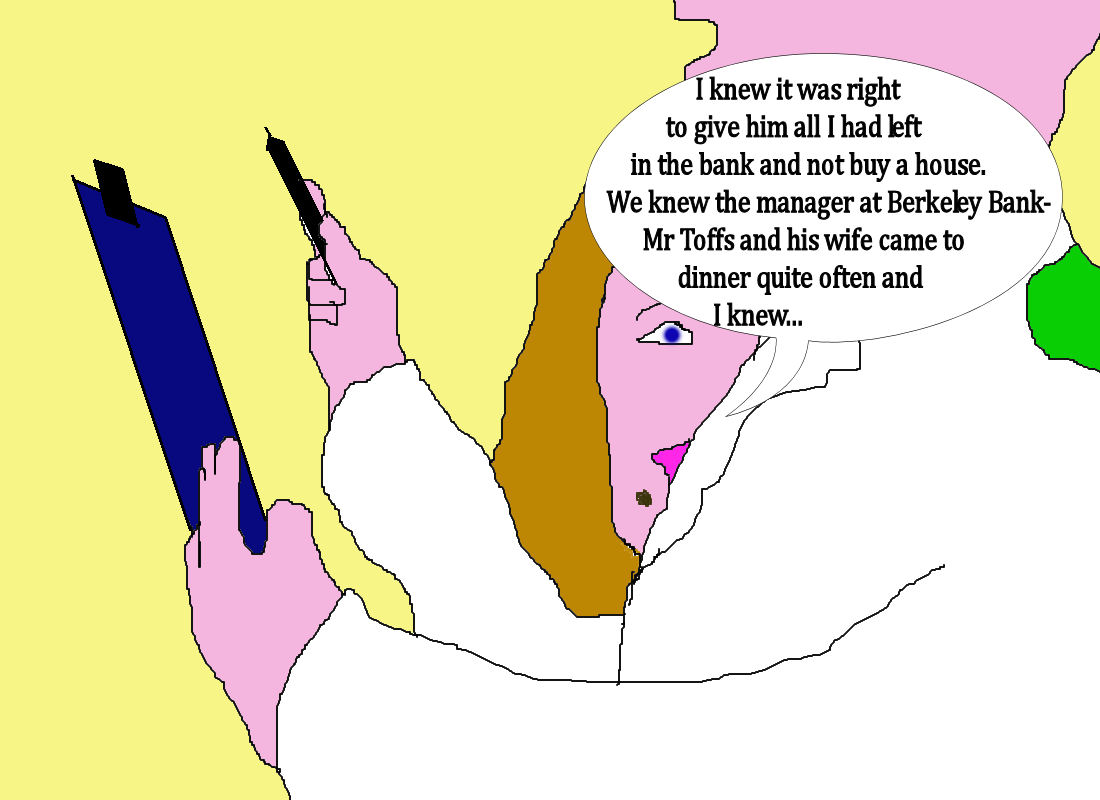 I knew it was right
to give him all I had left
in the bank and not buy a house.
We knew the manager at Berkeley Bank-
Mr Toffs and his wife came to
dinner quite often and
I knew...